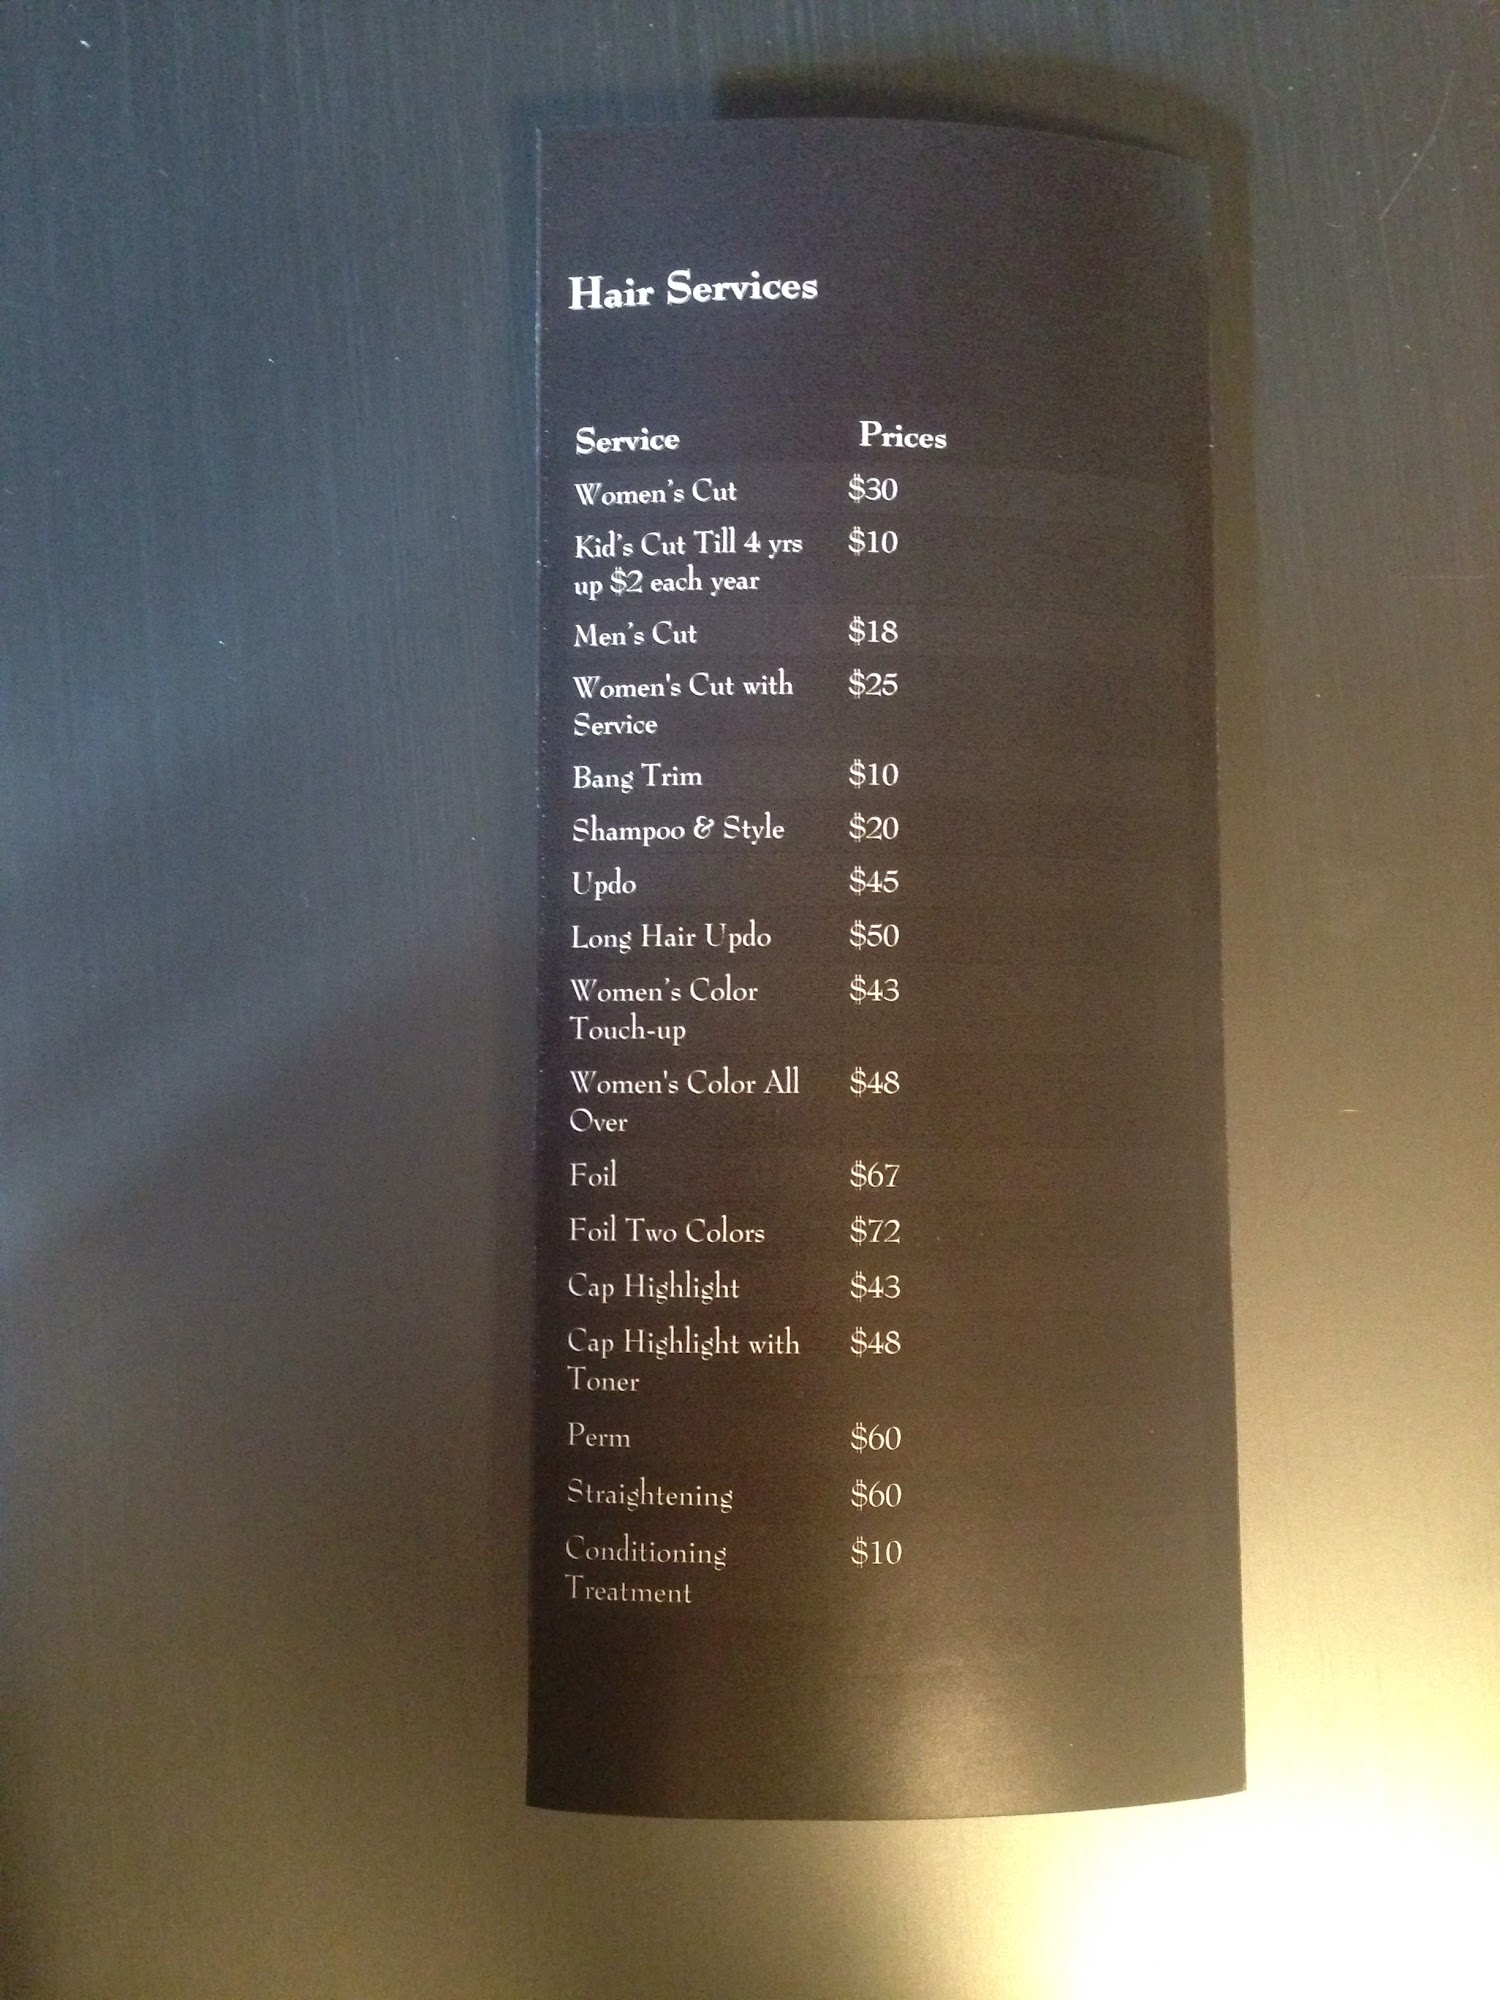 Hair Services
Service Prices
Women's Cut $30
Kid's Cut Till 4 yrs $10
up $2 each year
Men's Cut $18
Women's Cut with $25
Service
Bang Trim $10
Shampoo & Style $20
Updo $45
Long Hair Updo $50
Women's Color $43
Touch-up
Women's Color All $48
Over
Foil $67
Foil Two Colors $72
Cap Highlight $43
Cap Highlight with $48
Toner
Perm $60
Straightening $60
Conditioning $10
Treatment